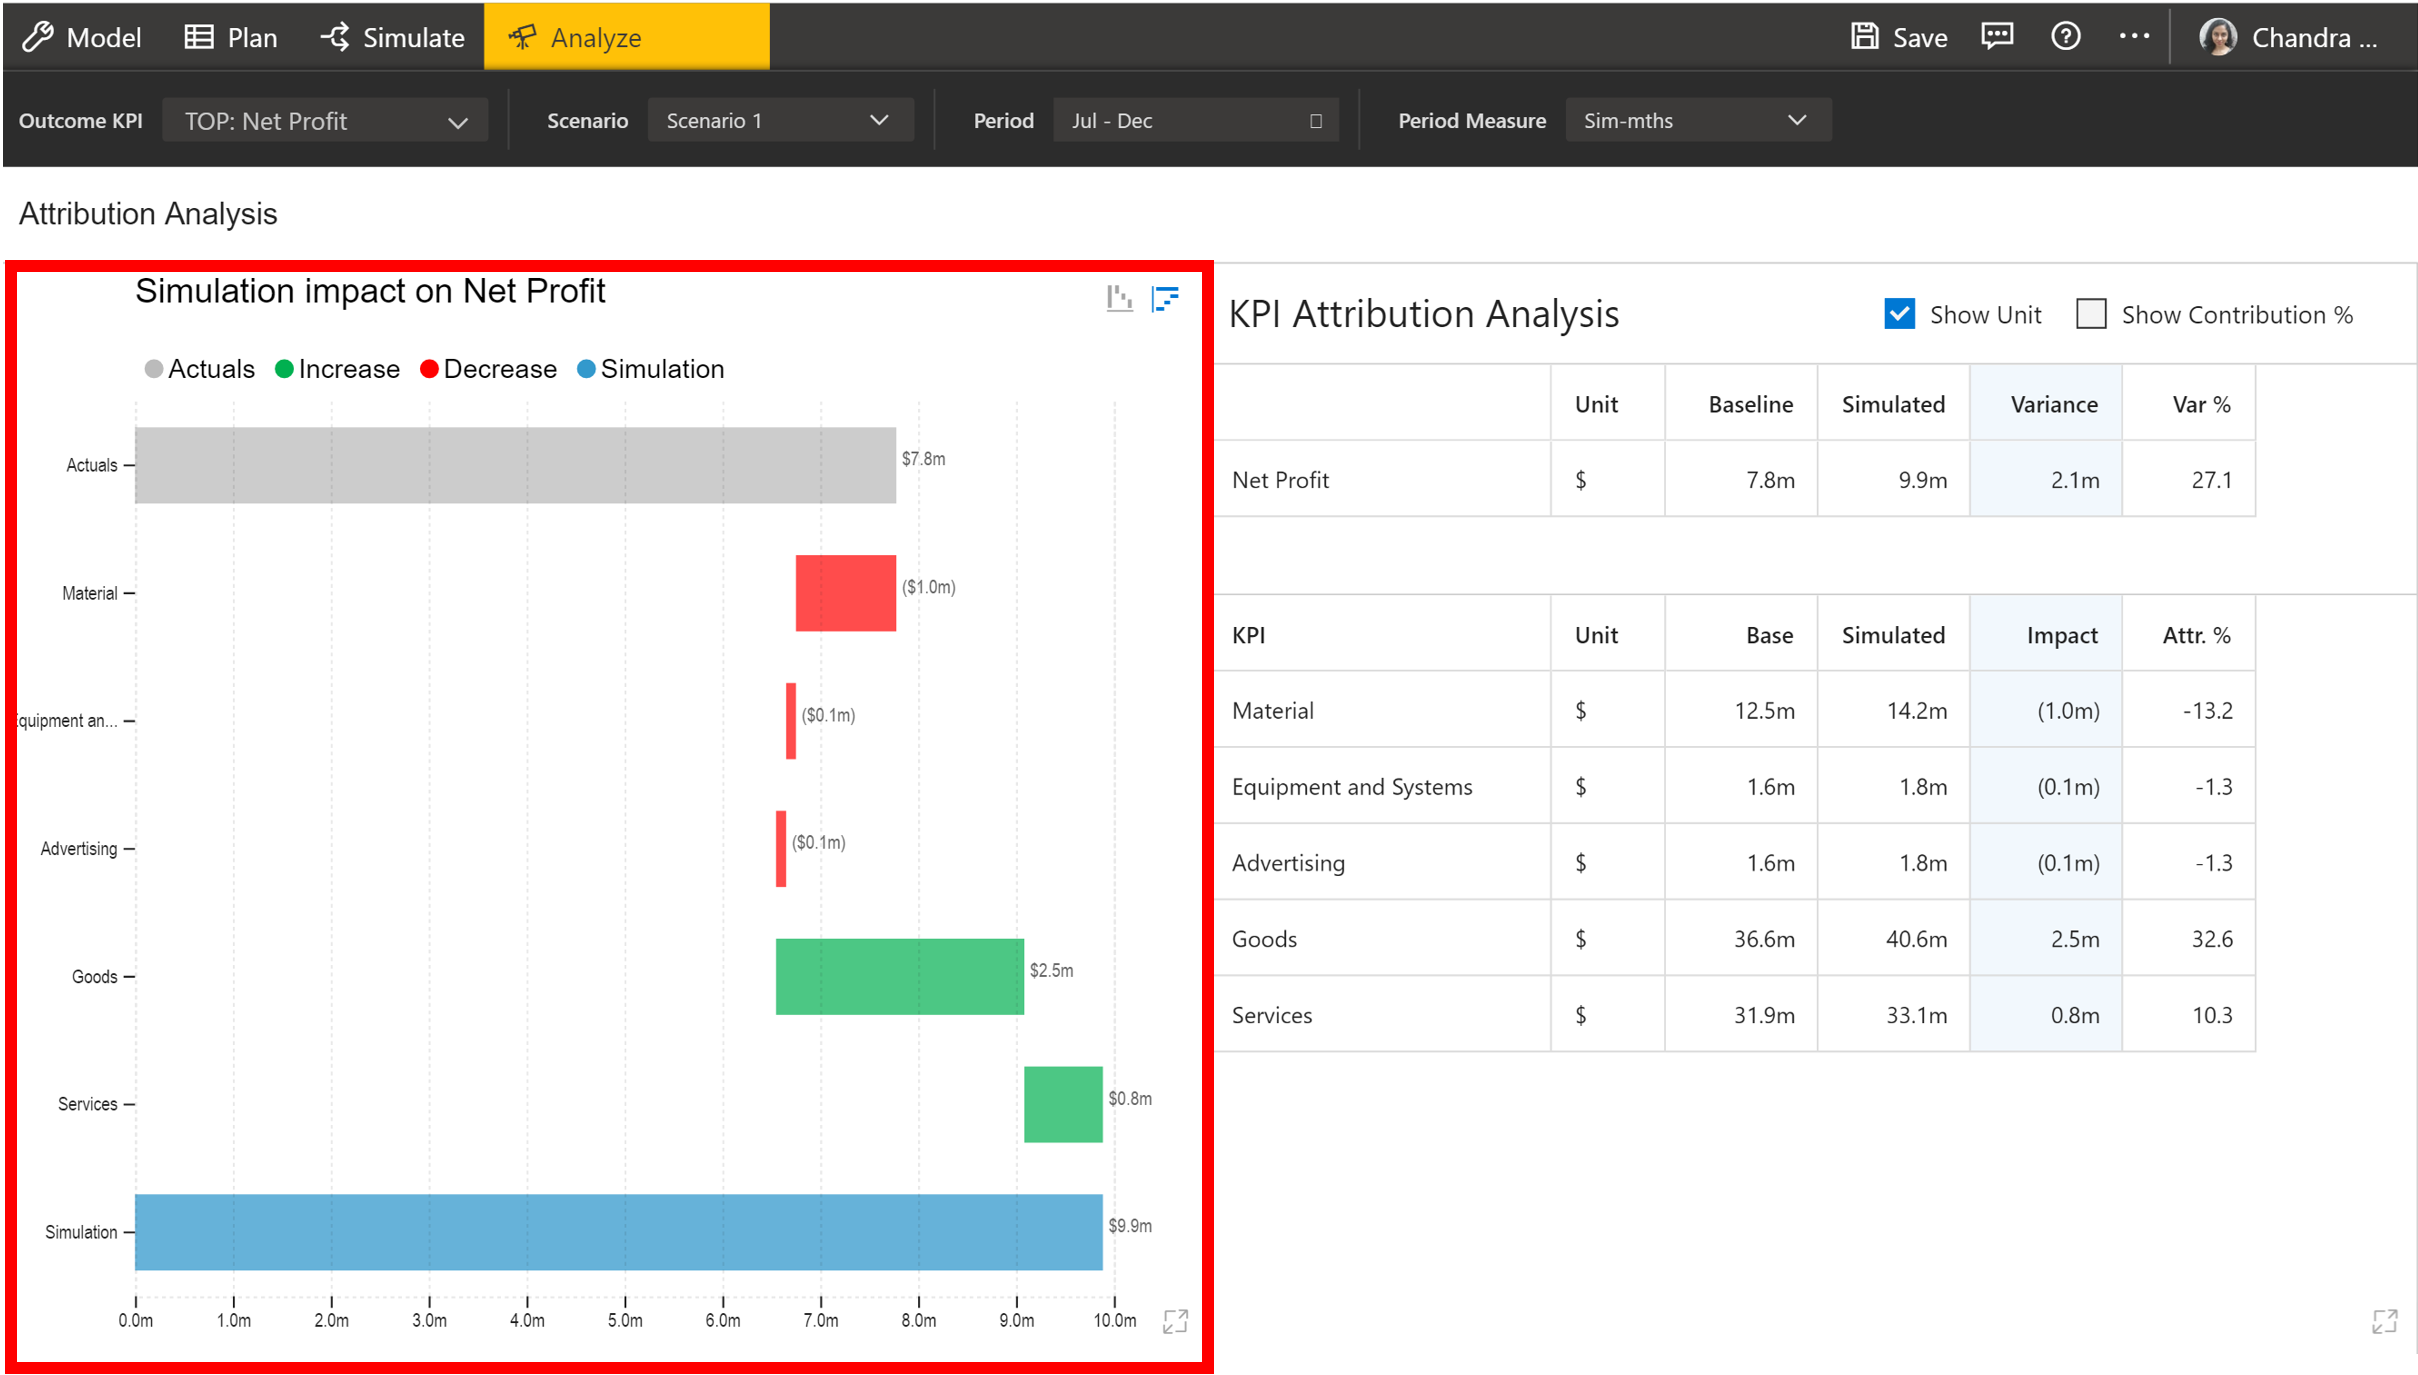 Model Plan Simulate Analyze Save Chandra ...
Outcome KPI TOP: Net Profit Scenario Scenario 1 Period Jul - Dec Period Measure Sim-mths
Attribution Analysis
Simulation impact on Net Profit
Actuals Increase Decrease Simulation
Actuals $7.8m
Material ($1.0m)
Equipment an... ($0.1m)
Advertising ($0.1m)
Goods $2.5m
Services $0.8m
Simulation $9.9m
0.0m 1.0m 2.0m 3.0m 4.0m 5.0m 6.0m 7.0m 8.0m 9.0m 10.0m
KPI Attribution Analysis Show Unit Show Contribution %
Unit Baseline Simulated Variance Var %
Net Profit $ 7.8m 9.9m 2.1m 27.1
KPI Unit Base Simulated Impact Attr. %
Material $ 12.5m 14.2m (1.0m) -13.2
Equipment and Systems $ 1.6m 1.8m (0.1m) -1.3
Advertising $ 1.6m 1.8m (0.1m) -1.3
Goods $ 36.6m 40.6m 2.5m 32.6
Services $ 31.9m 33.1m 0.8m 10.3